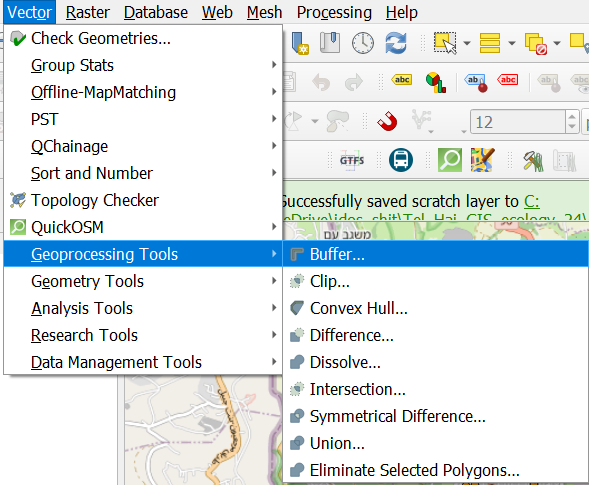 Vector Raster Database Web Mesh Processing Help
Check Geometries...
Group Stats
Offline-MapMatching
PST
QChainage
Sort and Number
Topology Checker
QuickOSM
Geoprocessing Tools
Geometry Tools
Analysis Tools
Research Tools
Data Management Tools
abc abc abc abc
12
GTFS
Successfully saved scratch layer to C:
משגב עם
Buffer...
Clip...
Convex Hull...
Difference...
Dissolve...
Intersection...
Symmetrical Difference...
Union...
Eliminate Selected Polygons...